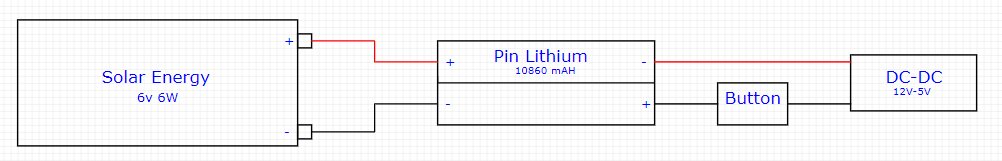 +
Solar Energy
6v 6W
-
+
Pin Lithium
10860 mAH
-
-
+
Button
DC-DC
12V-5V